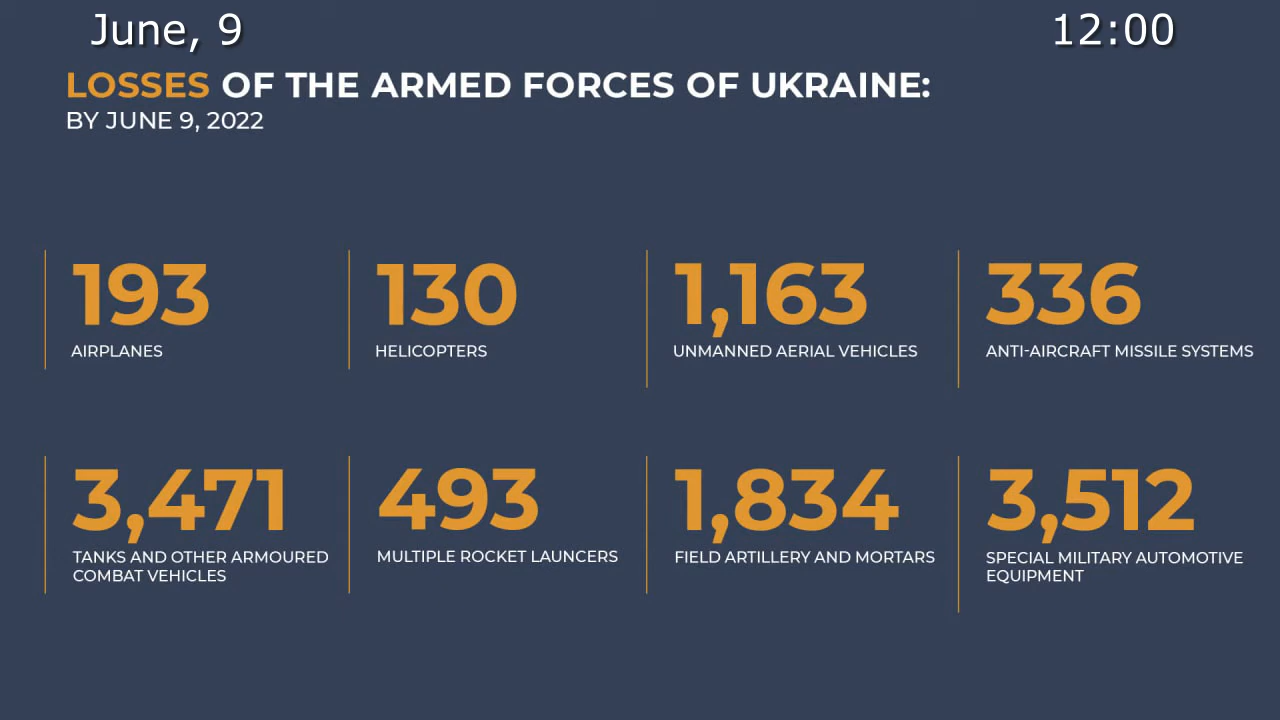 June, 9
12:00
LOSSES OF THE ARMED FORCES OF UKRAINE:
BY JUNE 9, 2022
193
AIRPLANES
130
HELICOPTERS
1,163
UNMANNED AERIAL VEHICLES
336
ANTI-AIRCRAFT MISSILE SYSTEMS
3,471
TANKS AND OTHER ARMOURED
COMBAT VEHICLES
493
MULTIPLE ROCKET LAUNCERS
1,834
FIELD ARTILLERY AND MORTARS
3,512
SPECIAL MILITARY AUTOMOTIVE
EQUIPMENT